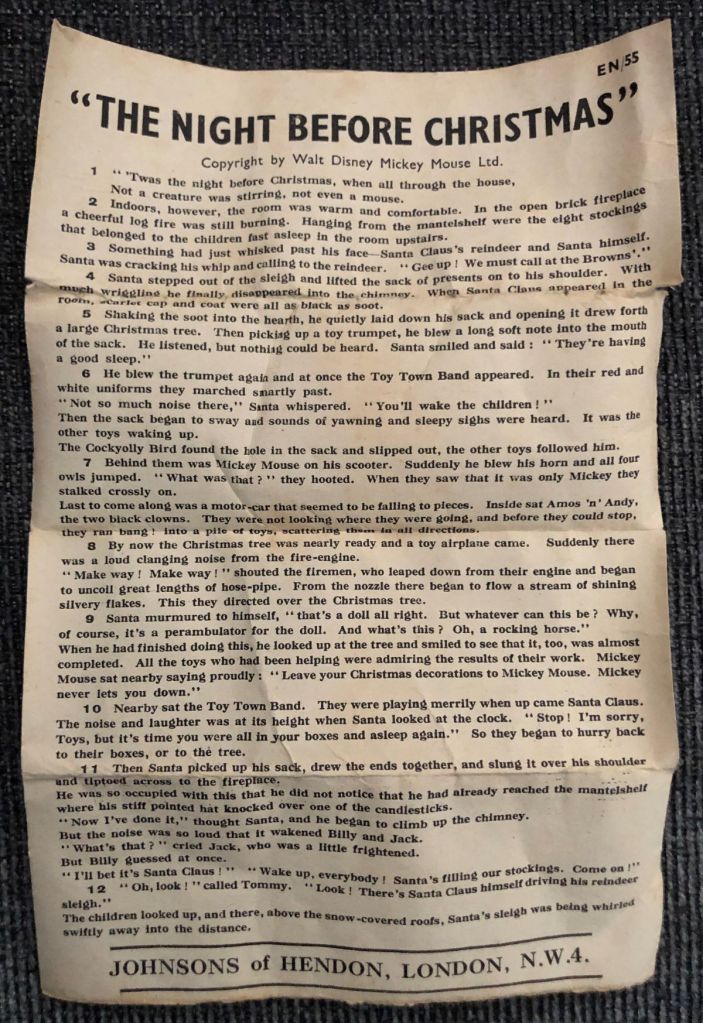 EN/55
"THE NIGHT BEFORE CHRISTMAS"
Copyright by Walt Disney Mickey Mouse Ltd.
1 " 'Twas the night before Christmas, when all through the house,
Not a creature was stirring, not even a mouse.
2 Indoors, however, the room was warm and comfortable. In the open brick fireplace
a cheerful log fire was still burning. Hanging from the mantelshelf were the eight stockings
that belonged to the children fast asleep in the room upstairs.
3 Something had just whisked past his face—Santa Claus's reindeer and Santa himself.
Santa was cracking his whip and calling to the reindeer. "Gee up ! We must call at the Browns'."
4 Santa stepped out of the sleigh and lifted the sack of presents on to his shoulder. With
much wriggling he finally disappeared into the chimney. When Santa Claus appeared in the
room, scarlet cap and coat were all as black as soot.
5 Shaking the soot into the hearth, he quietly laid down his sack and opening it drew forth
a large Christmas tree. Then picking up a toy trumpet, he blew a long soft note into the mouth
of the sack. He listened, but nothing could be heard. Santa smiled and said : "They're having
a good sleep."
6 He blew the trumpet again and at once the Toy Town Band appeared. In their red and
white uniforms they marched smartly past.
"Not so much noise there," Santa whispered. "You'll wake the children ! "
Then the sack began to sway and sounds of yawning and sleepy sighs were heard. It was the
other toys waking up.
The Cockyolly Bird found the hole in the sack and slipped out, the other toys followed him.
7 Behind them was Mickey Mouse on his scooter. Suddenly he blew his horn and all four
owls jumped. "What was that ? " they hooted. When they saw that it was only Mickey they
stalked crossly on.
Last to come along was a motor-car that seemed to be falling to pieces. Inside sat Amos 'n' Andy,
the two black clowns. They were not looking where they were going, and before they could stop,
they ran bang ! into a pile of toys, scattering them in all directions.
8 By now the Christmas tree was nearly ready and a toy airplane came. Suddenly there
was a loud clanging noise from the fire-engine.
"Make way ! Make way ! " shouted the firemen, who leaped down from their engine and began
to uncoil great lengths of hose-pipe. From the nozzle there began to flow a stream of shining
silvery flakes. This they directed over the Christmas tree.
9 Santa murmured to himself, "that's a doll all right. But whatever can this be ? Why,
of course, it's a perambulator for the doll. And what's this ? Oh, a rocking horse."
When he had finished doing this, he looked up at the tree and smiled to see that it, too, was almost
completed. All the toys who had been helping were admiring the results of their work. Mickey
Mouse sat nearby saying proudly : "Leave your Christmas decorations to Mickey Mouse. Mickey
never lets you down."
10 Nearby sat the Toy Town Band. They were playing merrily when up came Santa Claus.
The noise and laughter was at its height when Santa looked at the clock. "Stop ! I'm sorry,
Toys, but it's time you were all in your boxes and asleep again." So they began to hurry back
to their boxes, or to the tree.
11 Then Santa picked up his sack, drew the ends together, and slung it over his shoulder
and tiptoed across to the fireplace.
He was so occupied with this that he did not notice that he had already reached the mantelshelf
where his stiff pointed hat knocked over one of the candlesticks.
"Now I've done it," thought Santa, and he began to climb up the chimney.
But the noise was so loud that it wakened Billy and Jack.
"What's that ? " cried Jack, who was a little frightened.
But Billy guessed at once.
"I'll bet it's Santa Claus ! " "Wake up, everybody ! Santa's filling our stockings. Come on !"
12 "Oh, look ! " called Tommy. "Look ! There's Santa Claus himself driving his reindeer
sleigh."
The children looked up, and there, above the snow-covered roofs, Santa's sleigh was being whirled
swiftly away into the distance.
JOHNSONS of HENDON, LONDON, N.W.4.